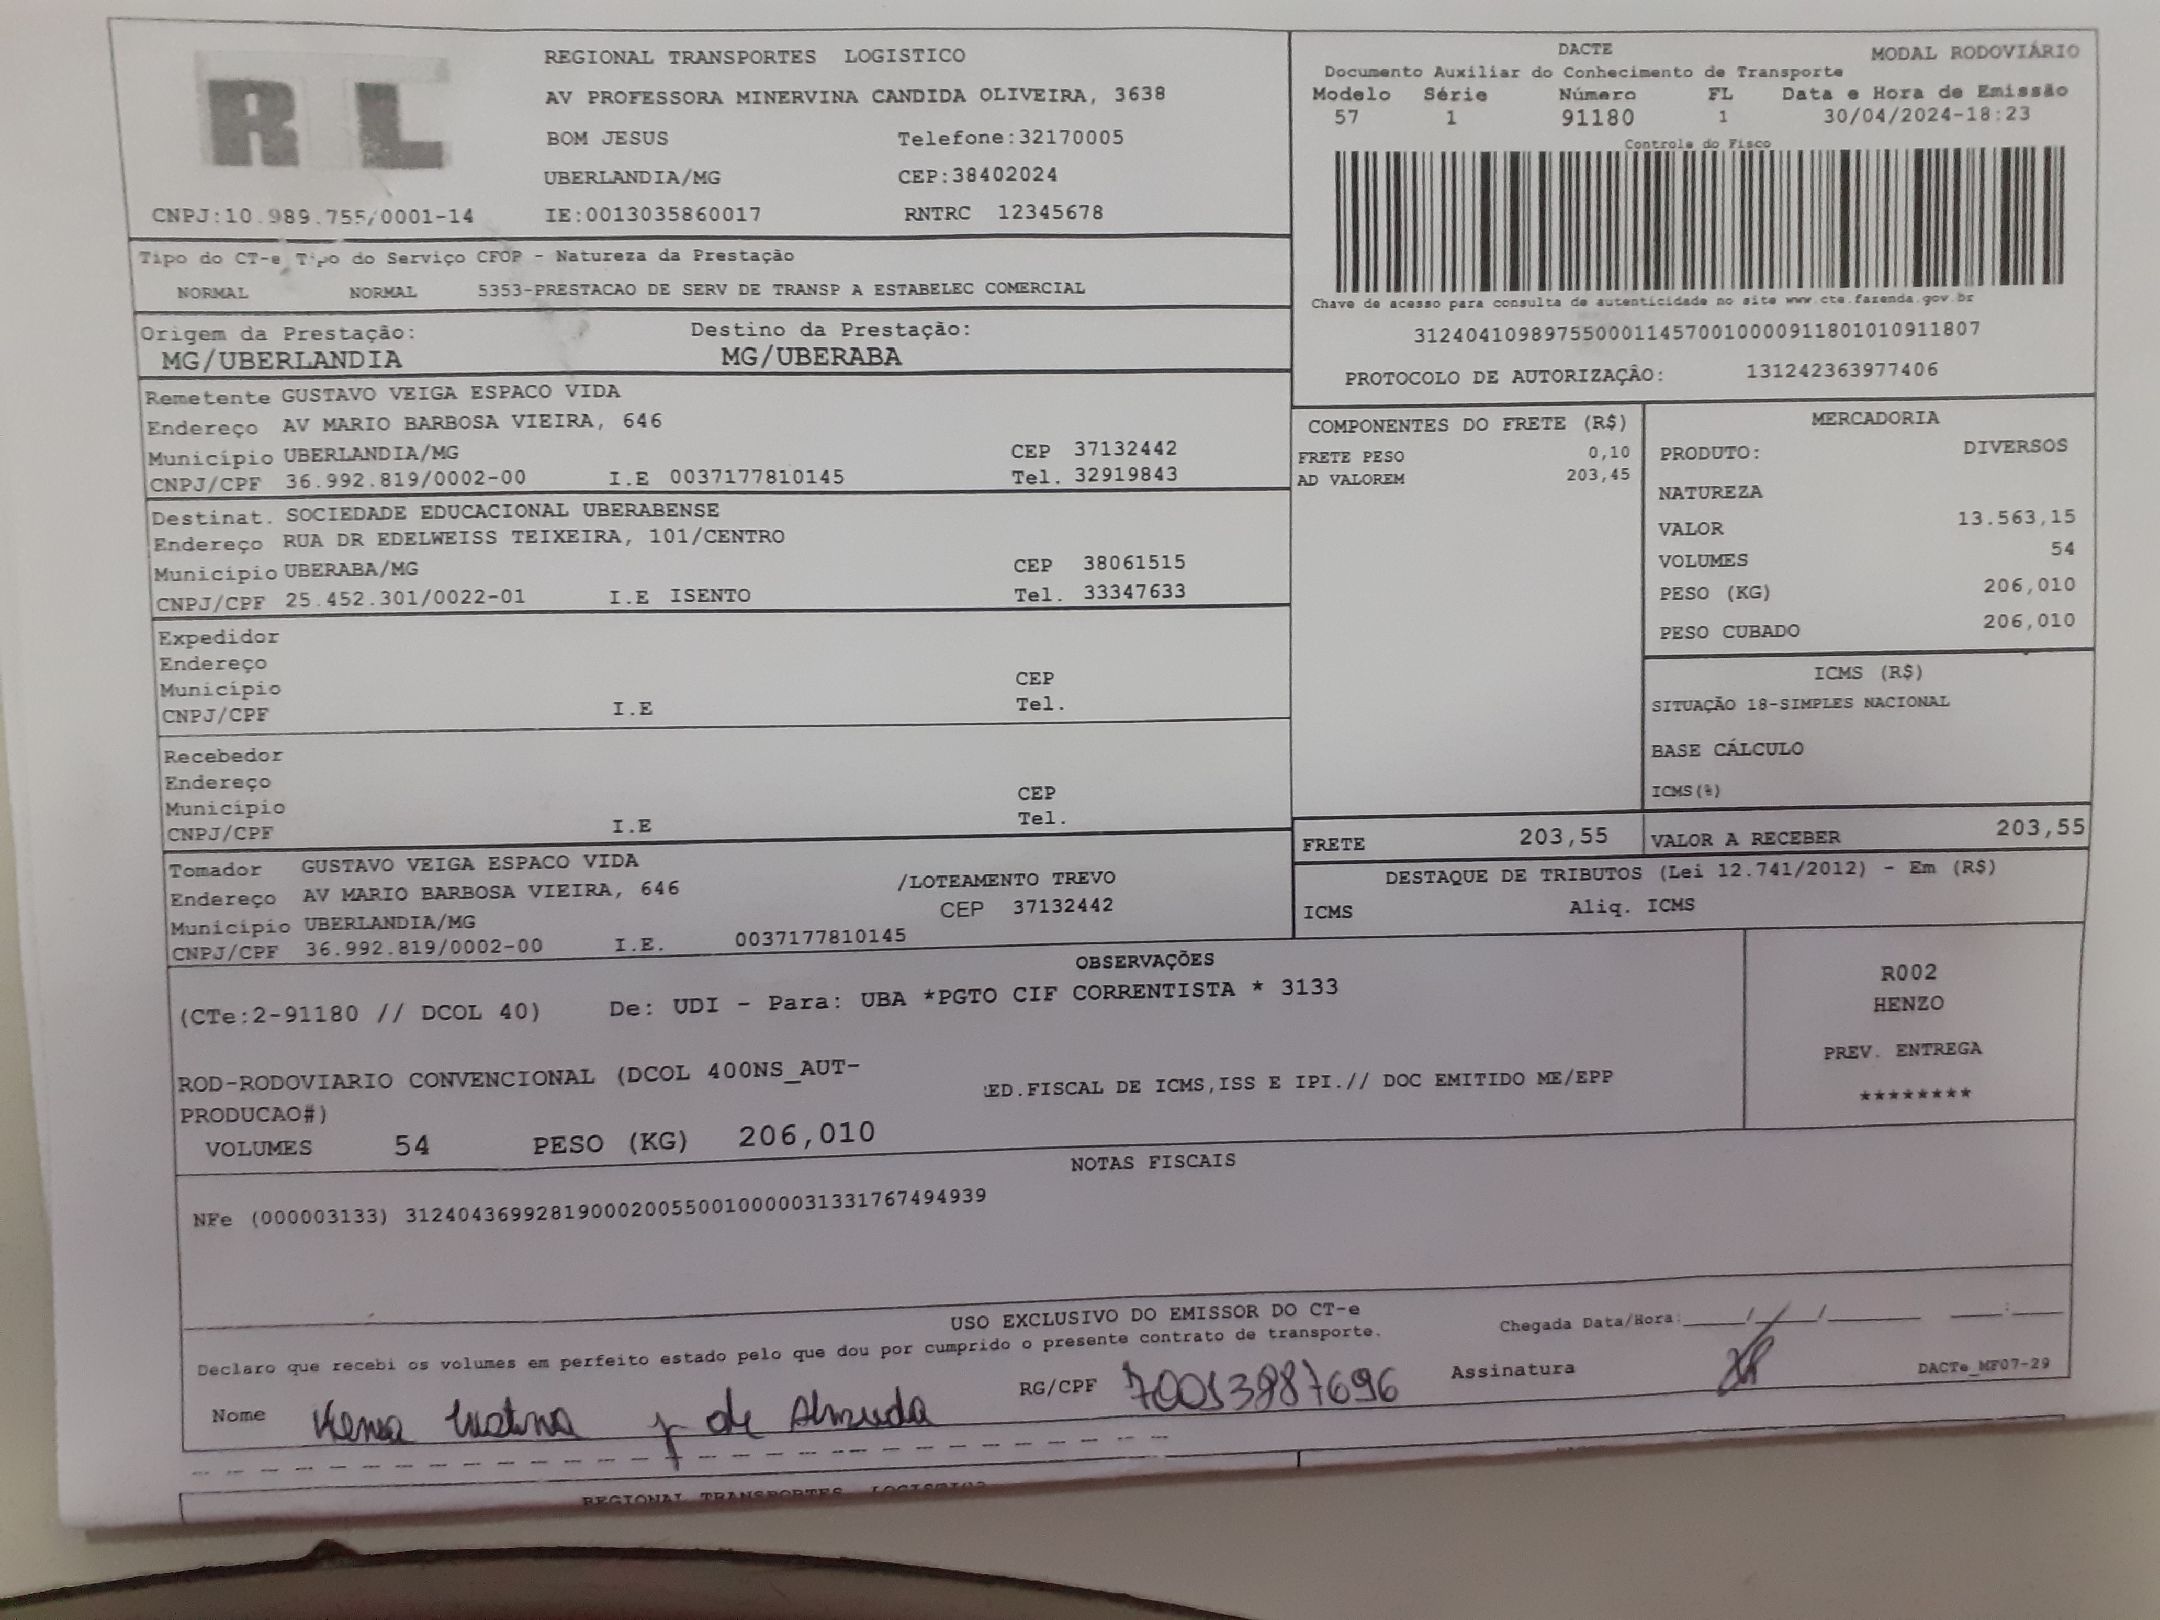 RL
REGIONAL TRANSPORTES LOGISTICO
AV PROFESSORA MINERVINA CANDIDA OLIVEIRA, 3638
BOM JESUS Telefone:32170005
UBERLANDIA/MG CEP:38402024
CNPJ:10.989.755/0001-14 IE:0013035860017 RNTRC 12345678
DACTE MODAL RODOVIÁRIO
Documento Auxiliar do Conhecimento de Transporte
Modelo Série Número FL Data e Hora de Emissão
57 1 91180 1 30/04/2024-18:23
Controle do Fisco
Chave de acesso para consulta de autenticidade no site www.cte.fazenda.gov.br
31240410989755000114570010000911801010911807
PROTOCOLO DE AUTORIZAÇÃO: 131242363977406
Tipo do CT-e Tipo do Serviço CFOP - Natureza da Prestação
NORMAL NORMAL 5353-PRESTACAO DE SERV DE TRANSP A ESTABELEC COMERCIAL
Origem da Prestação: Destino da Prestação:
MG/UBERLANDIA MG/UBERABA
Remetente GUSTAVO VEIGA ESPACO VIDA
Endereço AV MARIO BARBOSA VIEIRA, 646
Município UBERLANDIA/MG CEP 37132442
CNPJ/CPF 36.992.819/0002-00 I.E 0037177810145 Tel. 32919843
Destinat. SOCIEDADE EDUCACIONAL UBERABENSE
Endereço RUA DR EDELWEISS TEIXEIRA, 101/CENTRO
Município UBERABA/MG CEP 38061515
CNPJ/CPF 25.452.301/0022-01 I.E ISENTO Tel. 33347633
Expedidor
Endereço
Município CEP
CNPJ/CPF I.E Tel.
Recebedor
Endereço
Município CEP
CNPJ/CPF I.E Tel.
Tomador GUSTAVO VEIGA ESPACO VIDA
Endereço AV MARIO BARBOSA VIEIRA, 646 /LOTEAMENTO TREVO
Município UBERLANDIA/MG CEP 37132442
CNPJ/CPF 36.992.819/0002-00 I.E. 0037177810145
COMPONENTES DO FRETE (R$)
FRETE PESO 0,10
AD VALOREM 203,45
MERCADORIA
PRODUTO: DIVERSOS
NATUREZA
VALOR 13.563,15
VOLUMES 54
PESO (KG) 206,010
PESO CUBADO 206,010
ICMS (R$)
SITUAÇÃO 18-SIMPLES NACIONAL
BASE CÁLCULO
ICMS(%)
FRETE 203,55 VALOR A RECEBER 203,55
DESTAQUE DE TRIBUTOS (Lei 12.741/2012) - Em (R$)
ICMS Aliq. ICMS
OBSERVAÇÕES
(CTe:2-91180 // DCOL 40) De: UDI - Para: UBA *PGTO CIF CORRENTISTA * 3133
ROD-RODOVIARIO CONVENCIONAL (DCOL 400NS_AUT-
PRODUCAO#) ED.FISCAL DE ICMS,ISS E IPI.// DOC EMITIDO ME/EPP
VOLUMES 54 PESO (KG) 206,010
R002
HENZO
PREV. ENTREGA
********
NOTAS FISCAIS
NFe (000003133) 31240436992819000200550010000031331767494939
USO EXCLUSIVO DO EMISSOR DO CT-e
Declaro que recebi os volumes em perfeito estado pelo que dou por cumprido o presente contrato de transporte. Chegada Data/Hora:____/____/____ ____:____
Nome de Almeida RG/CPF 70013887696 Assinatura DACTe_MF07-29
REGIONAL TRANSPORTES LOGISTICO